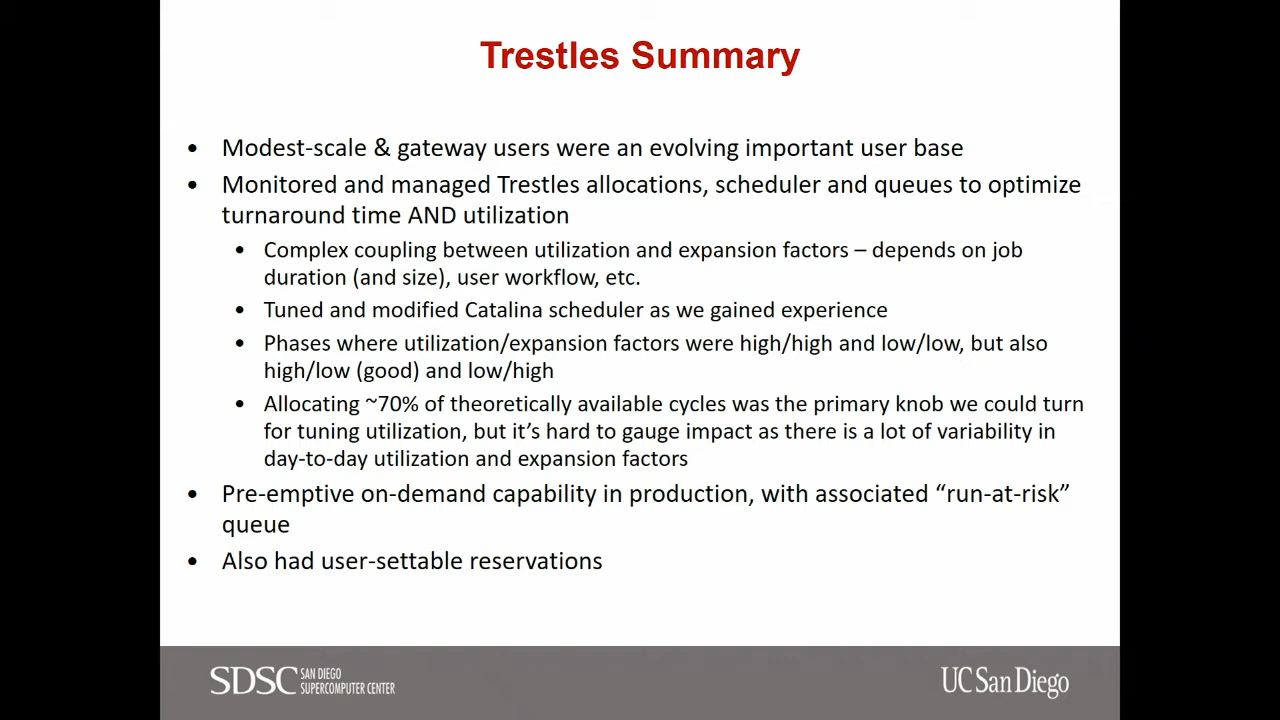 Trestles Summary
• Modest-scale & gateway users were an evolving important user base
• Monitored and managed Trestles allocations, scheduler and queues to optimize
turnaround time AND utilization
• Complex coupling between utilization and expansion factors – depends on job
duration (and size), user workflow, etc.
• Tuned and modified Catalina scheduler as we gained experience
• Phases where utilization/expansion factors were high/high and low/low, but also
high/low (good) and low/high
• Allocating ~70% of theoretically available cycles was the primary knob we could turn
for tuning utilization, but it’s hard to gauge impact as there is a lot of variability in
day-to-day utilization and expansion factors
• Pre-emptive on-demand capability in production, with associated “run-at-risk”
queue
• Also had user-settable reservations
SDSC SAN DIEGO
SUPERCOMPUTER CENTER
UC San Diego